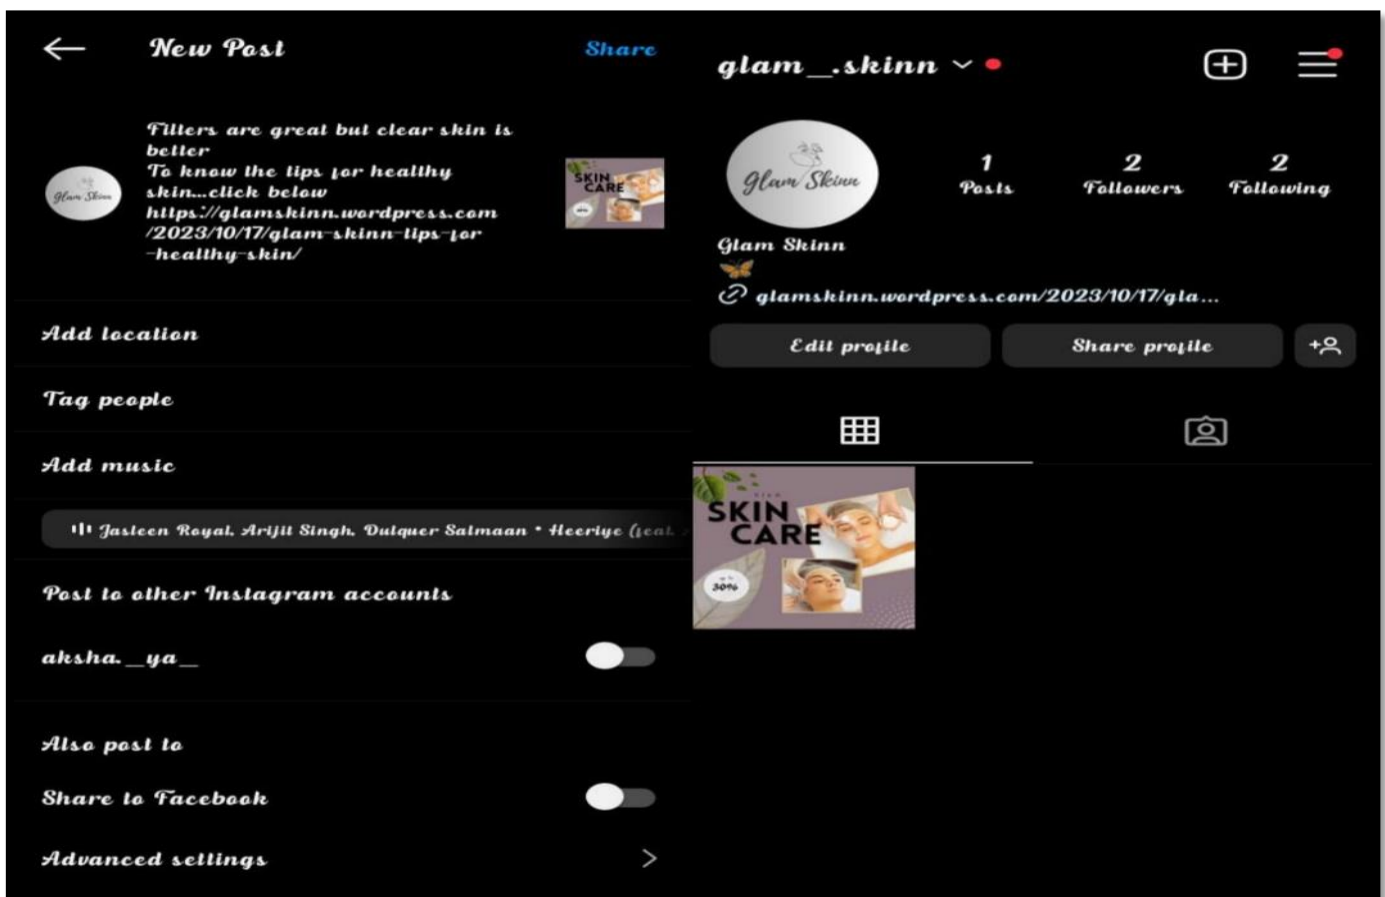 New Post
Share
Glam Skinn
Filters are great but clear skin is
better
To know the tips for healthy
skin...click below
https://glamskinn.wordpress.com
/2023/10/17/glam-skinn-tips-for
-healthy-skin/
SKIN
CARE
Add location
Tag people
Add music
Jasleen Royal, Arijit Singh, Dulquer Salmaan * Heeriye (feat.
Post to other Instagram accounts
aksha._ya_
Also post to
Share to Facebook
Advanced settings
glam__.skinn
Glam Skinn
1
Posts
2
Followers
2
Following
Glam Skinn
glamskinn.wordpress.com/2023/10/17/gla...
Edit profile
Share profile
SKIN
CARE
30%